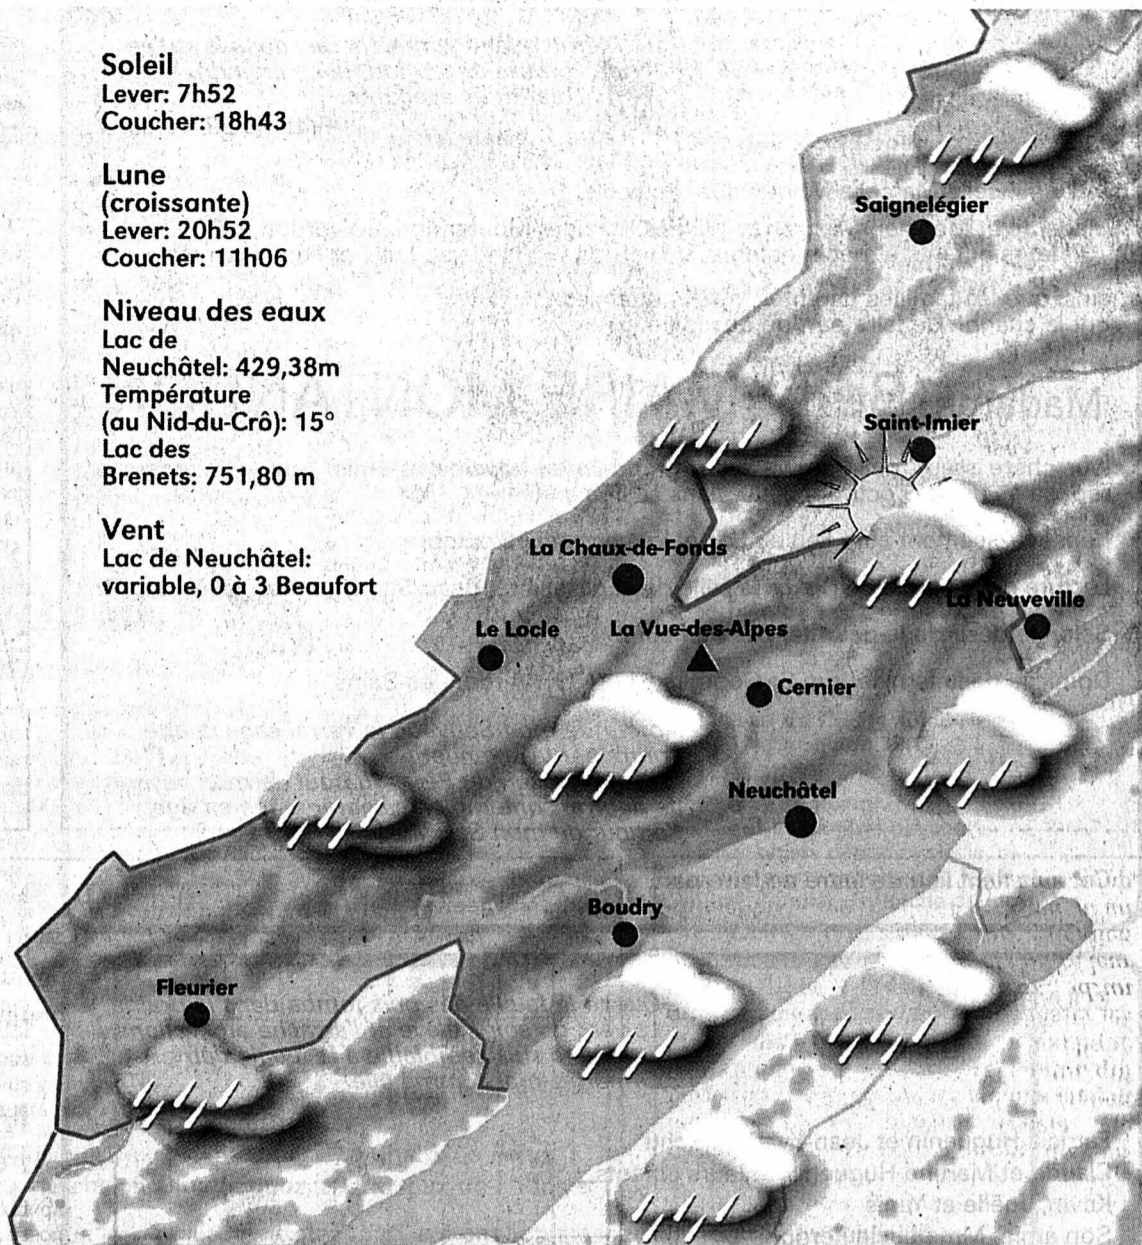 Soleil
Lever: 7h52
Coucher: 18h43
Lune
(croissante)
Lever: 20h52
Coucher: 11h06
Niveau des eaux
Lac de
Neuchâtel: 429,38m
Température
(au Nid-du-Crô): 15°
Lac des
Brenets: 751,80 m
Vent
Lac de Neuchâtel:
variable, 0 à 3 Beaufort
Saignelégier
Saint-Imier
La Chaux-de-Fonds
La Neuveville
Le Locle
La Vue-des-Alpes
Cernier
Neuchâtel
Boudry
Fleurier